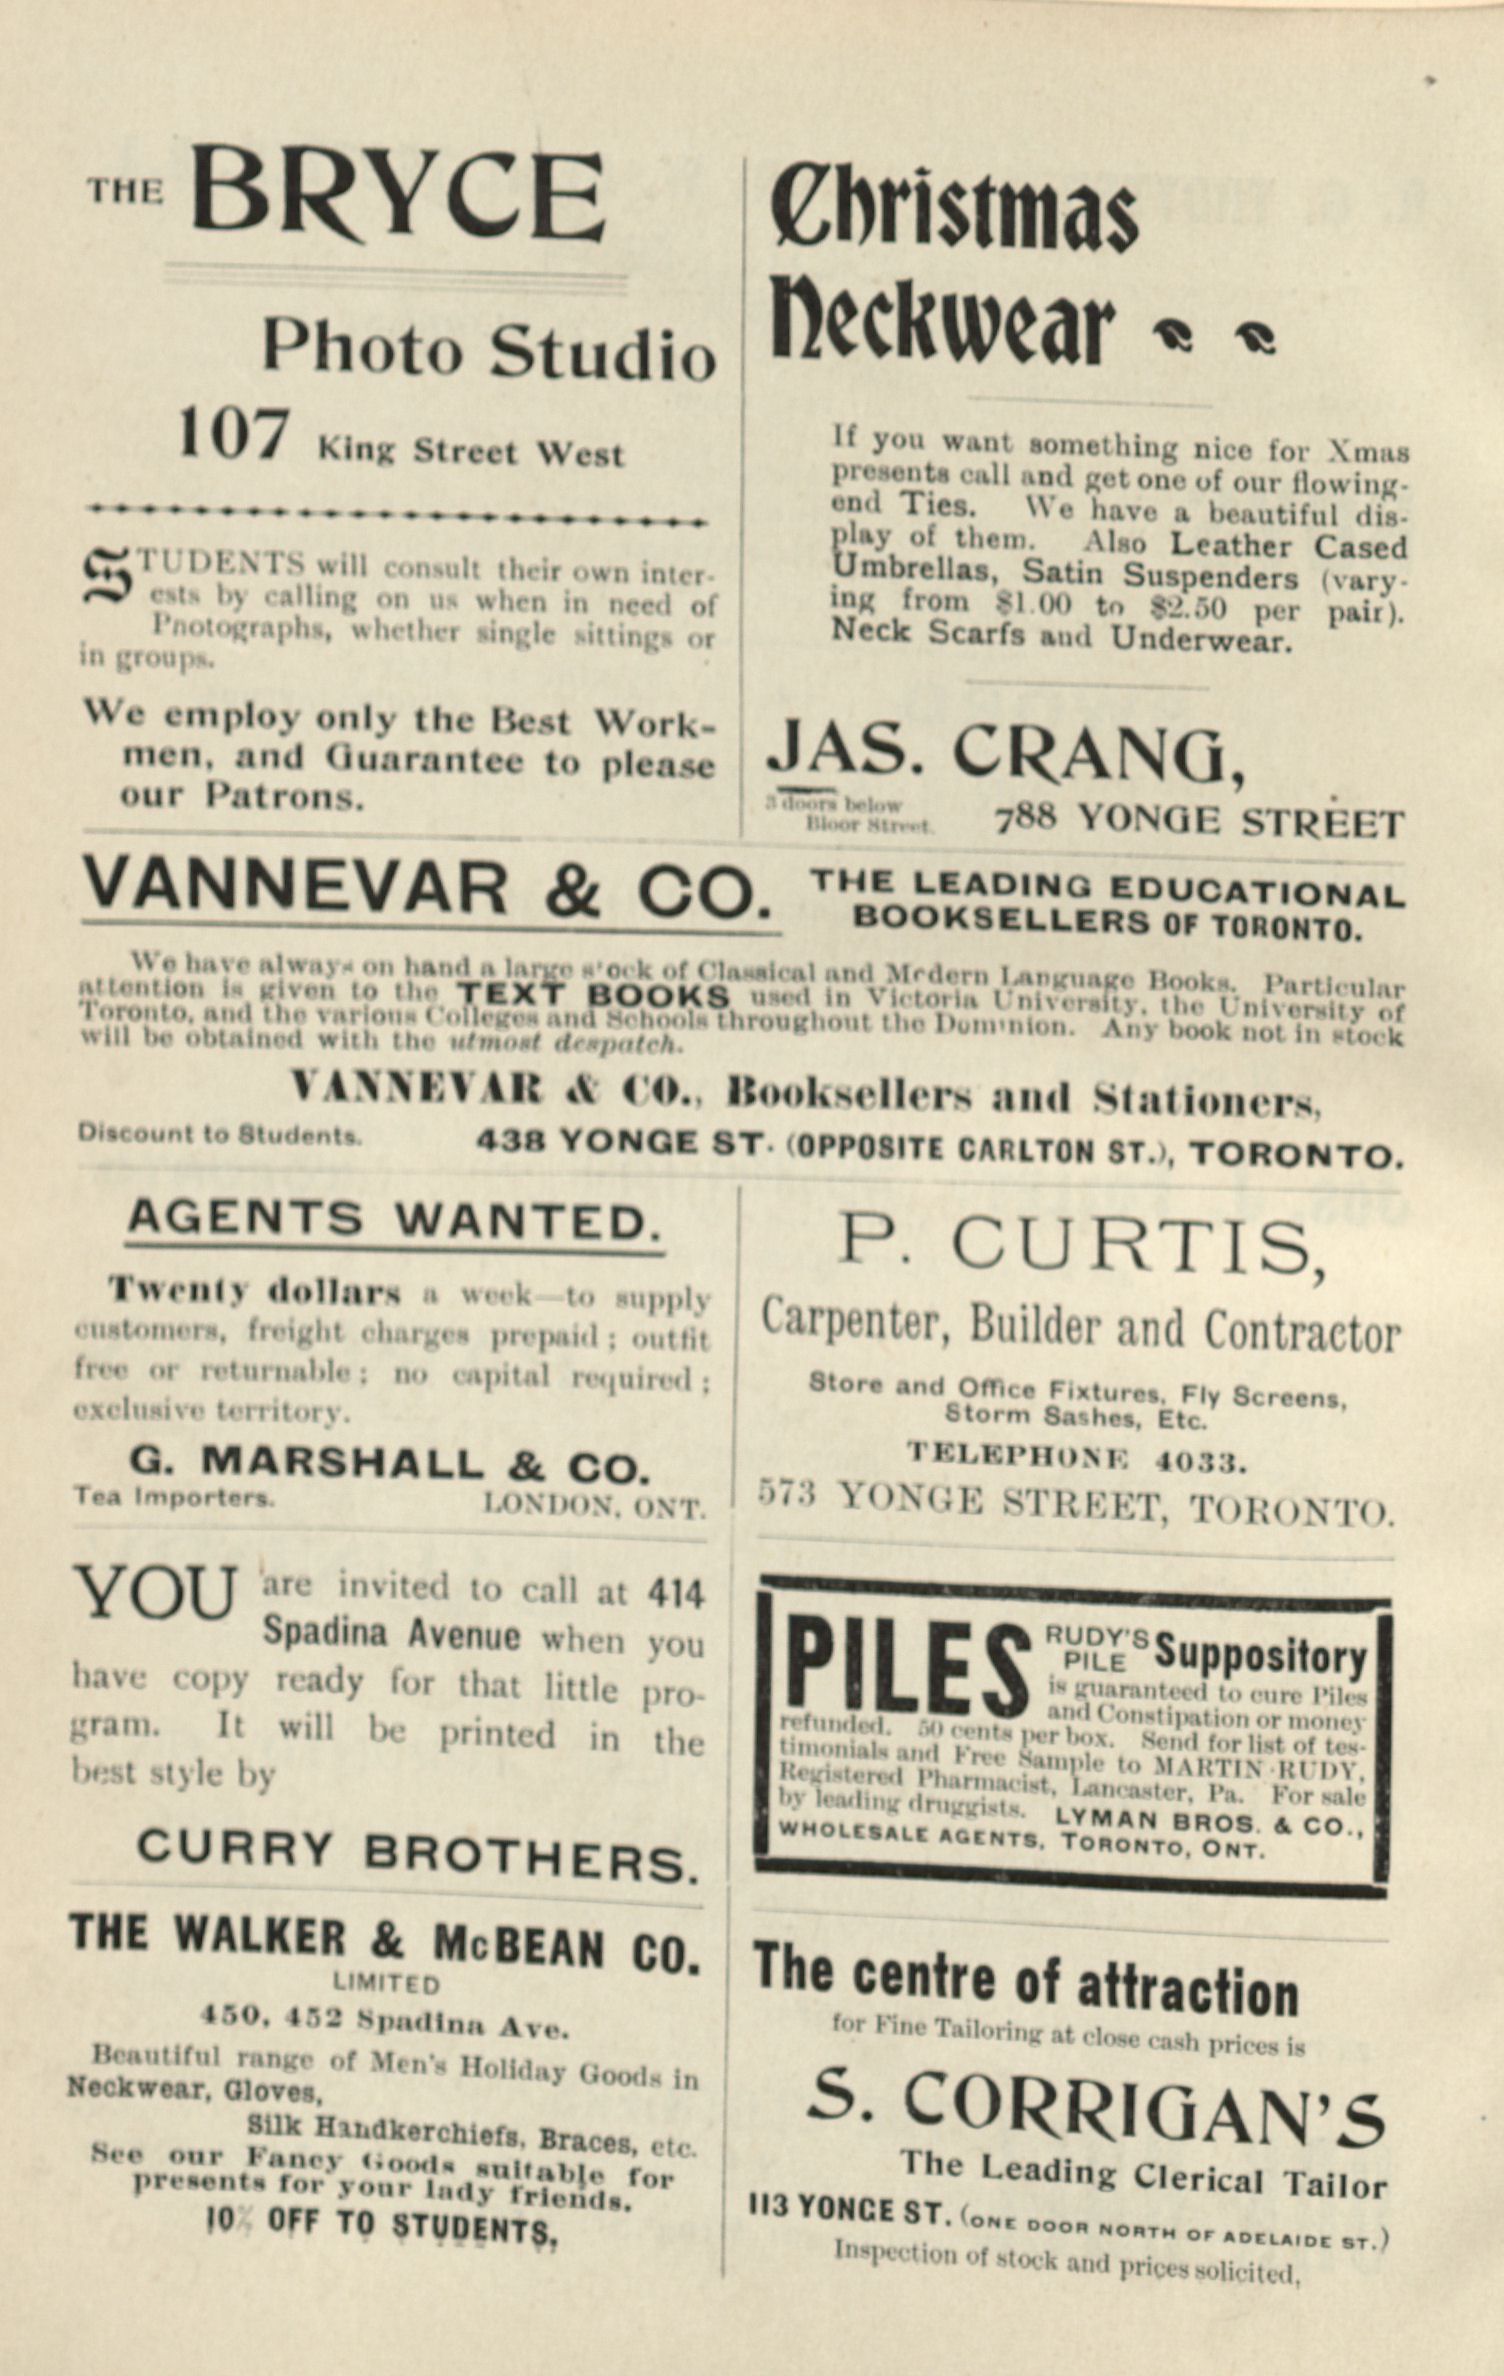 THE BRYCE
Photo Studio
107 King Street West
STUDENTS will consult their own inter-
ests by calling on us when in need of
Photographs, whether single sittings or
in groups.
We employ only the Best Work-
men, and Guarantee to please
our Patrons.
Christmas
Neckwear
If you want something nice for Xmas
presents call and get one of our flowing-
end Ties. We have a beautiful dis-
play of them. Also Leather Cased
Umbrellas, Satin Suspenders (vary-
ing from $1.00 to $2.50 per pair).
Neck Scarfs and Underwear.
JAS. CRANG,
3 doors below
Bloor Street.
788 YONGE STREET
VANNEVAR & CO.
THE LEADING EDUCATIONAL
BOOKSELLERS OF TORONTO.
We have always on hand a large stock of Classical and Modern Language Books. Particular
attention is given to the TEXT BOOKS used in Victoria University, the University of
Toronto, and the various Colleges and Schools throughout the Dominion. Any book not in stock
will be obtained with the utmost despatch.
VANNEVAR & CO., Booksellers and Stationers,
Discount to Students. 438 YONGE ST. (OPPOSITE CARLTON ST.), TORONTO.
AGENTS WANTED.
Twenty dollars a week—to supply
customers, freight charges prepaid; outfit
free or returnable; no capital required;
exclusive territory.
G. MARSHALL & CO.
Tea Importers. LONDON, ONT.
P. CURTIS,
Carpenter, Builder and Contractor
Store and Office Fixtures, Fly Screens,
Storm Sashes, Etc.
TELEPHONE 4033.
573 YONGE STREET, TORONTO.
YOU are invited to call at 414
Spadina Avenue when you
have copy ready for that little pro-
gram. It will be printed in the
best style by
CURRY BROTHERS.
PILES RUDY'S PILE Suppository
is guaranteed to cure Piles
and Constipation or money
refunded. 50 cents per box. Send for list of tes-
timonials and Free Sample to MARTIN RUDY,
Registered Pharmacist, Lancaster, Pa. For sale
by leading druggists. LYMAN BROS. & CO.,
WHOLESALE AGENTS, TORONTO, ONT.
THE WALKER & McBEAN CO.
LIMITED
450, 452 Spadina Ave.
Beautiful range of Men's Holiday Goods in
Neckwear, Gloves,
Silk Handkerchiefs, Braces, etc.
See our Fancy Goods suitable for
presents for your lady friends.
10% OFF TO STUDENTS,
The centre of attraction
for Fine Tailoring at close cash prices is
S. CORRIGAN'S
The Leading Clerical Tailor
113 YONGE ST. (ONE DOOR NORTH OF ADELAIDE ST.)
Inspection of stock and prices solicited,